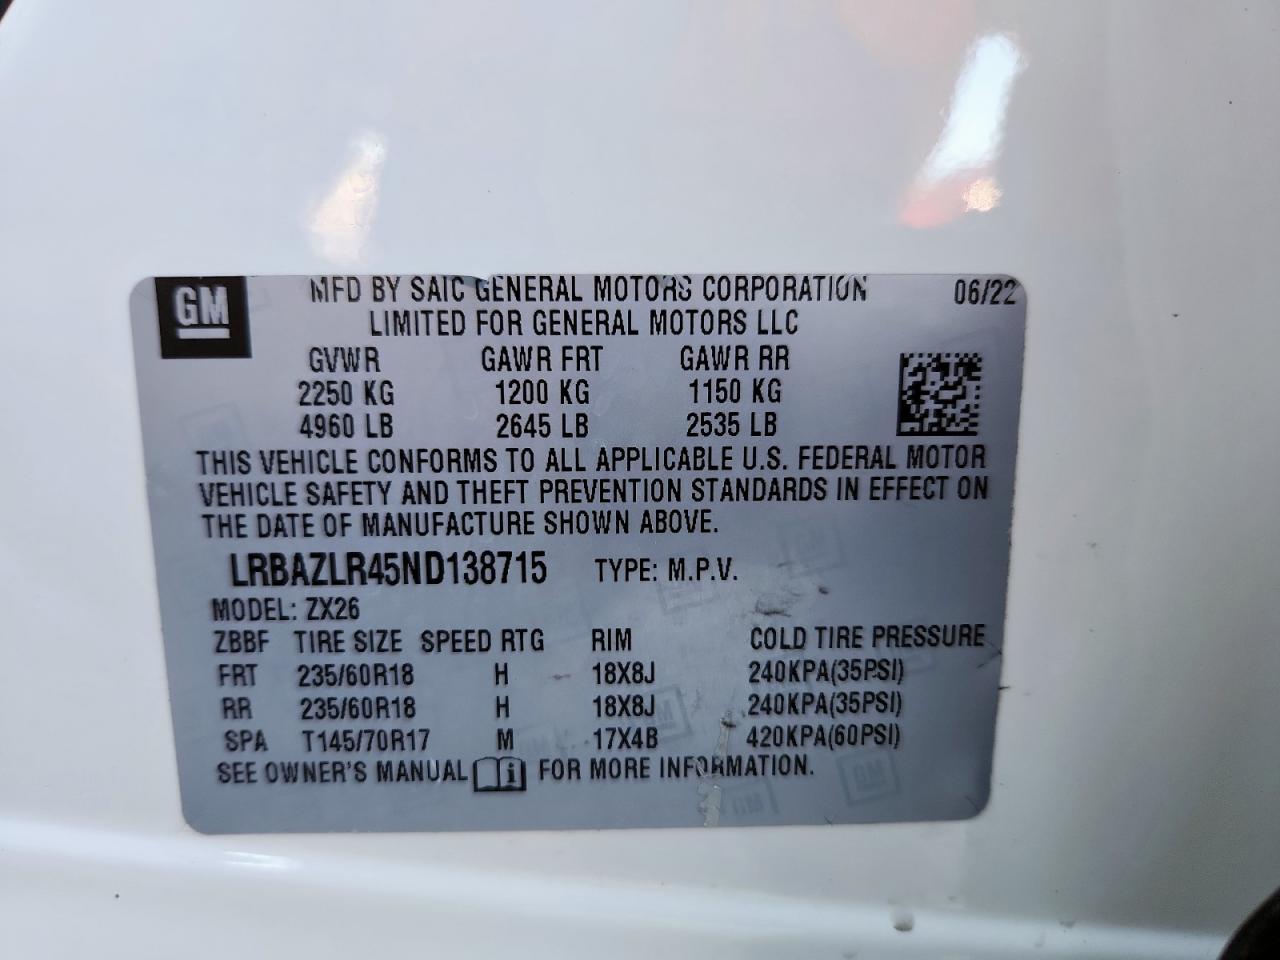 GM MFD BY SAIC GENERAL MOTORS CORPORATION 06/22
LIMITED FOR GENERAL MOTORS LLC
GVWR GAWR FRT GAWR RR
2250 KG 1200 KG 1150 KG
4960 LB 2645 LB 2535 LB
THIS VEHICLE CONFORMS TO ALL APPLICABLE U.S. FEDERAL MOTOR
VEHICLE SAFETY AND THEFT PREVENTION STANDARDS IN EFFECT ON
THE DATE OF MANUFACTURE SHOWN ABOVE.
LRBAZLR45ND138715 TYPE: M.P.V.
MODEL: ZX26
ZBBF TIRE SIZE SPEED RTG RIM COLD TIRE PRESSURE
FRT 235/60R18 H 18X8J 240KPA(35PSI)
RR 235/60R18 H 18X8J 240KPA(35PSI)
SPA T145/70R17 M 17X4B 420KPA(60PSI)
SEE OWNER'S MANUAL i FOR MORE INFORMATION.